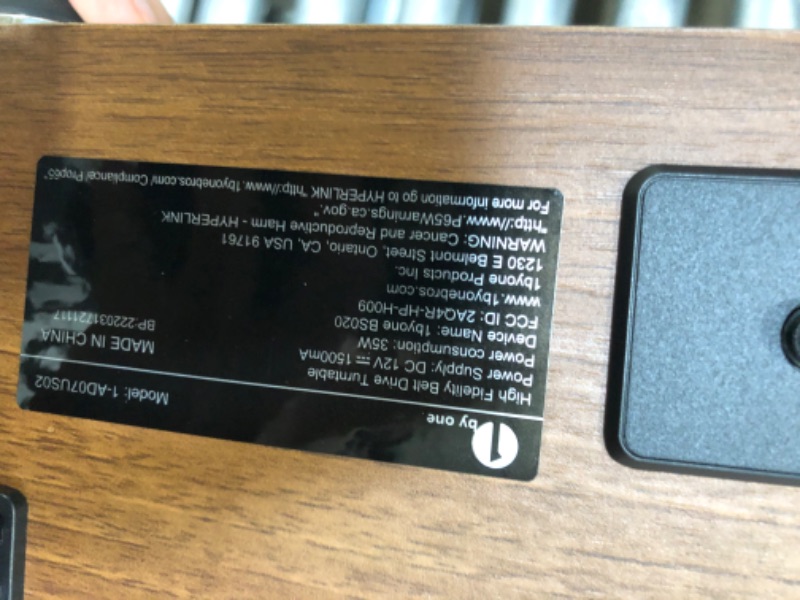 1 by one
Model: 1-AD07US02
High Fidelity Belt Drive Turntable
Power Supply: DC 12V ⎓ 1500mA
Power consumption: 35W
MADE IN CHINA
Device Name: 1byone BS020
BP:222031721117
FCC ID: 2AQ4R-HP-H009
www.1byonebros.com
1byone Products Inc.
1230 E Belmont Street, Ontario, CA, USA 91761
WARNING: Cancer and Reproductive Harm - HYPERLINK
"http://www.P65Warnings.ca.gov".
For more information go to HYPERLINK "http://www.1byonebros.com/ Compliance/ Prop65"